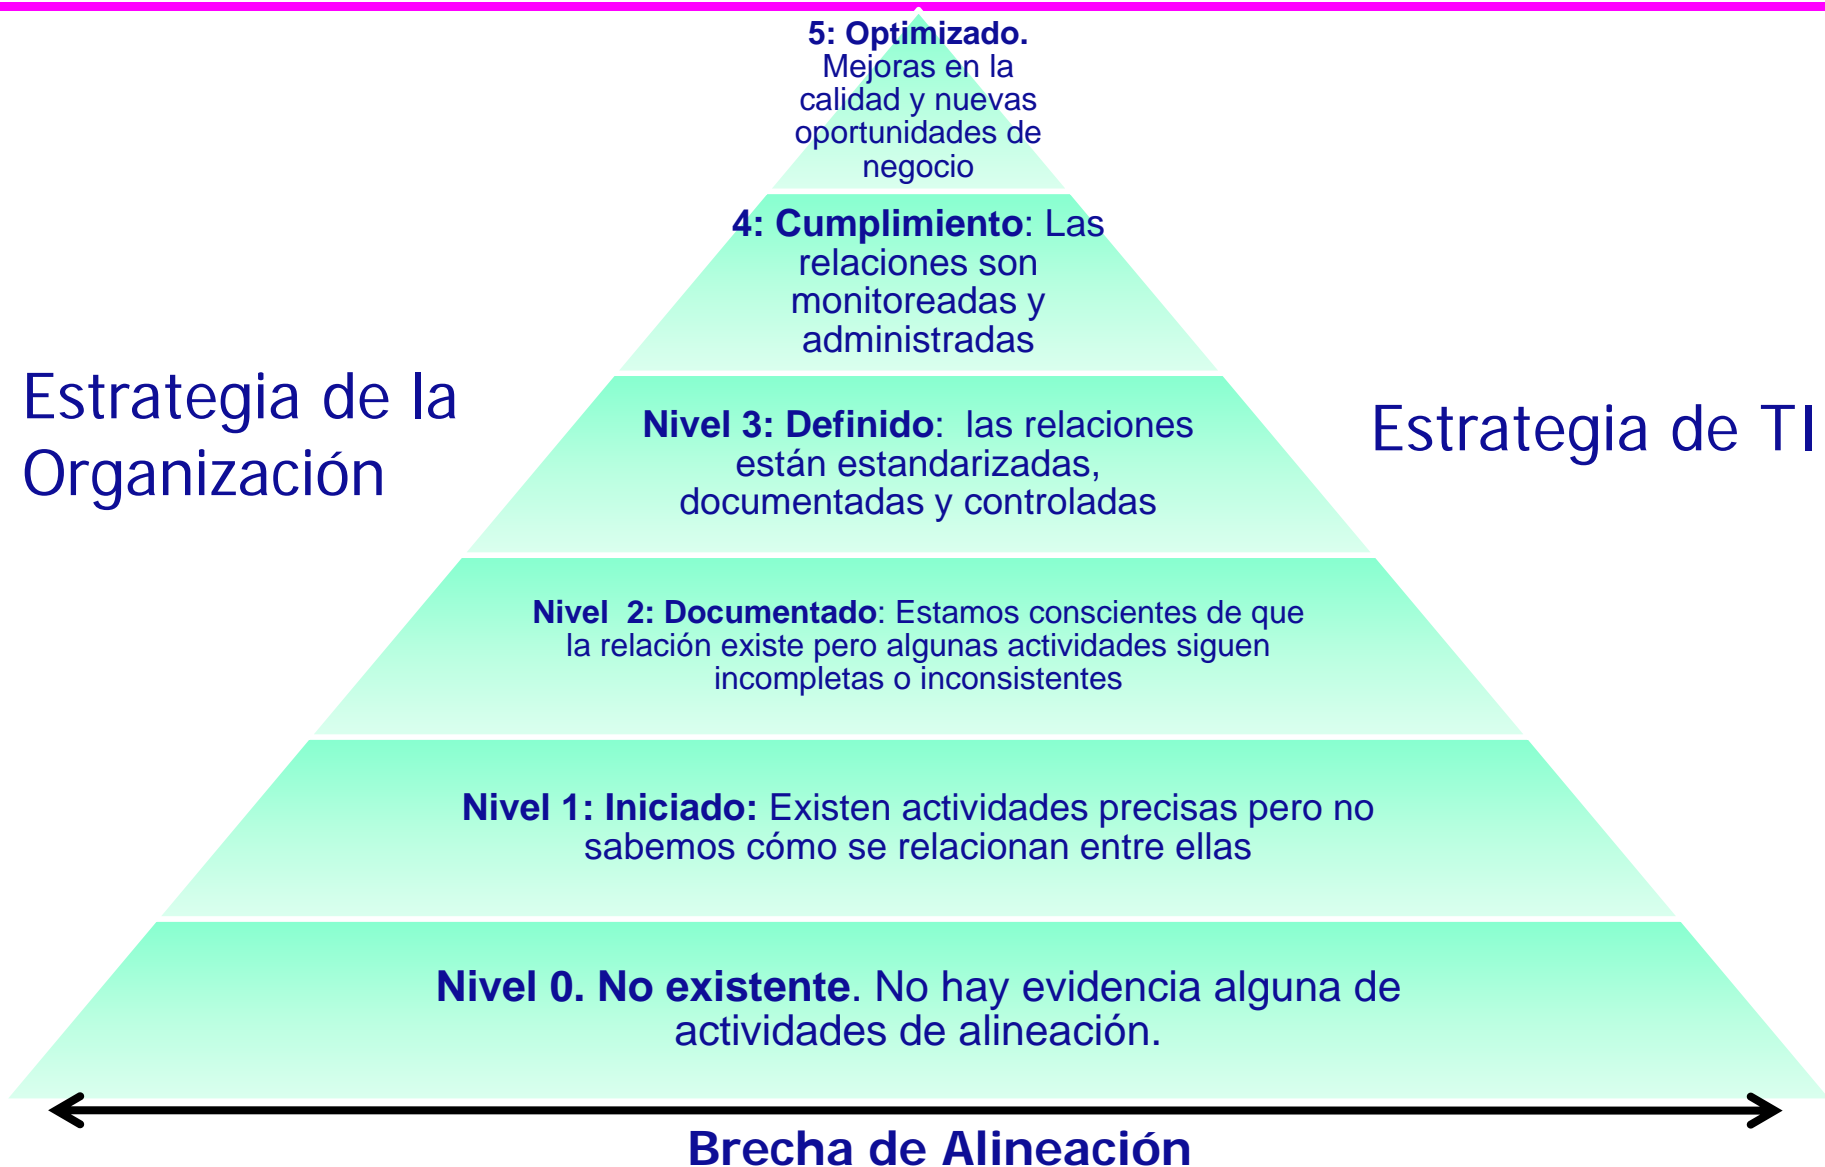 5: Optimizado.
Mejoras en la
calidad y nuevas
oportunidades de
negocio
4: Cumplimiento: Las
relaciones son
monitoreadas y
administradas
Estrategia de la
Organización
Nivel 3: Definido:  las relaciones
están estandarizadas,
documentadas y controladas
Estrategia de TI
Nivel  2: Documentado: Estamos conscientes de que
la relación existe pero algunas actividades siguen
incompletas o inconsistentes
Nivel 1: Iniciado: Existen actividades precisas pero no
sabemos cómo se relacionan entre ellas
Nivel 0. No existente. No hay evidencia alguna de
actividades de alineación.
Brecha de Alineación